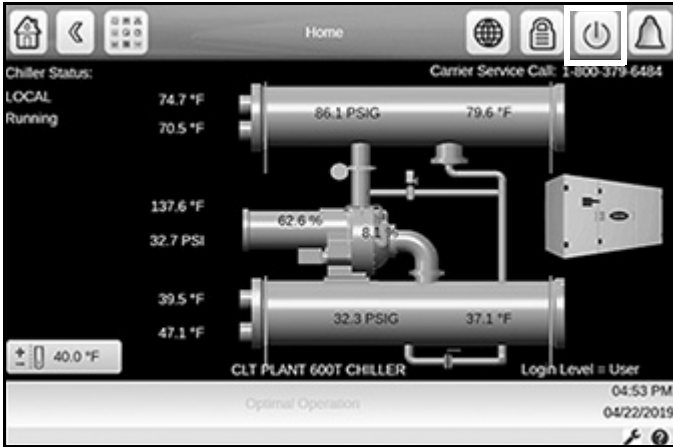 Home
Chiller Status:
Carrier Service Call: 1-800-379-6484
LOCAL
Running
74.7 °F
70.5 °F
86.1 PSIG
79.6 °F
137.6 °F
32.7 PSI
62.6 %
8.1 %
39.5 °F
47.1 °F
32.3 PSIG
37.1 °F
40.0 °F
CLT PLANT 600T CHILLER
Login Level = User
Optimal Operation
04:53 PM
04/22/2019